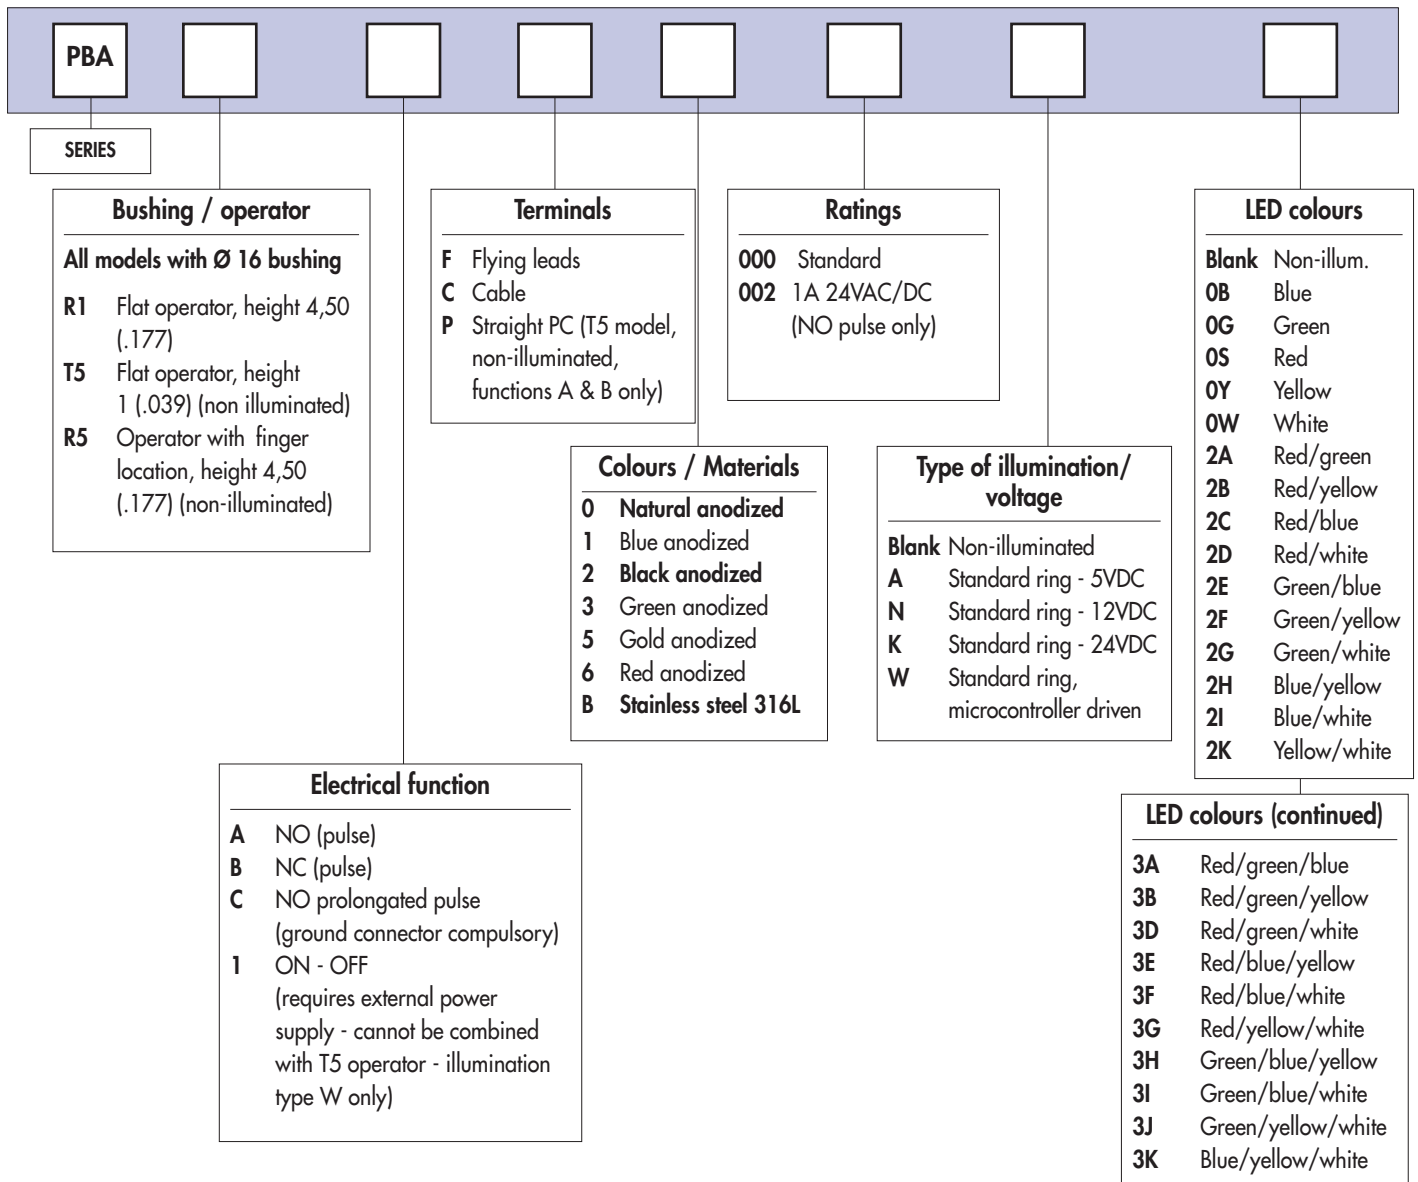 PBA
SERIES
Bushing / operator
All models with Ø 16 bushing
R1 Flat operator, height 4,50
(.177)
T5 Flat operator, height
1 (.039) (non illuminated)
R5 Operator with finger
location, height 4,50
(.177) (non-illuminated)
Terminals
F Flying leads
C Cable
P Straight PC (T5 model,
non-illuminated,
functions A & B only)
Ratings
000 Standard
002 1A 24VAC/DC
(NO pulse only)
LED colours
Blank Non-illum.
0B Blue
0G Green
0S Red
0Y Yellow
0W White
2A Red/green
2B Red/yellow
2C Red/blue
2D Red/white
2E Green/blue
2F Green/yellow
2G Green/white
2H Blue/yellow
2I Blue/white
2K Yellow/white
Colours / Materials
0 Natural anodized
1 Blue anodized
2 Black anodized
3 Green anodized
5 Gold anodized
6 Red anodized
B Stainless steel 316L
Type of illumination/
voltage
Blank Non-illuminated
A Standard ring - 5VDC
N Standard ring - 12VDC
K Standard ring - 24VDC
W Standard ring,
microcontroller driven
Electrical function
A NO (pulse)
B NC (pulse)
C NO prolongated pulse
(ground connector compulsory)
1 ON - OFF
(requires external power
supply - cannot be combined
with T5 operator - illumination
type W only)
LED colours (continued)
3A Red/green/blue
3B Red/green/yellow
3D Red/green/white
3E Red/blue/yellow
3F Red/blue/white
3G Red/yellow/white
3H Green/blue/yellow
3I Green/blue/white
3J Green/yellow/white
3K Blue/yellow/white